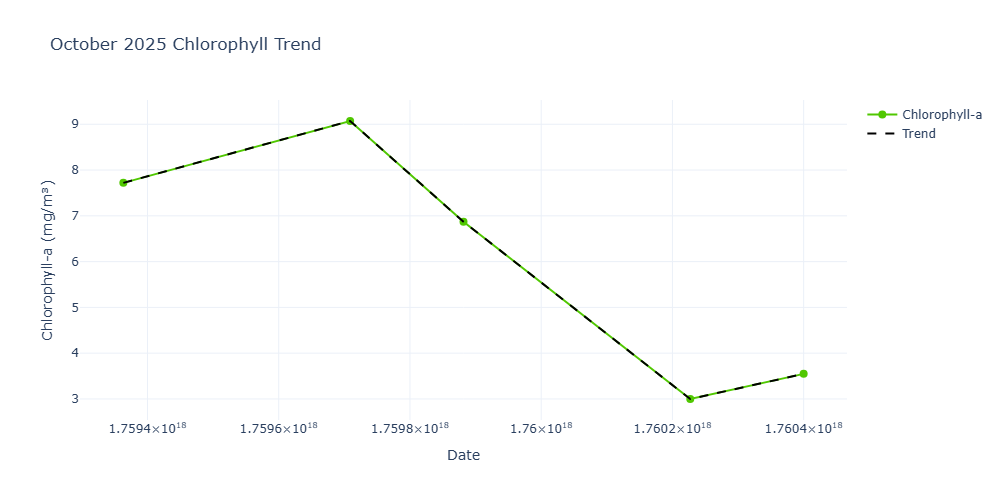 October 2025 Chlorophyll Trend
Chlorophyll-a
Trend
Chlorophyll-a (mg/m³)
9
8
7
6
5
4
3
1.7594×10¹⁸ 1.7596×10¹⁸ 1.7598×10¹⁸ 1.76×10¹⁸ 1.7602×10¹⁸ 1.7604×10¹⁸
Date